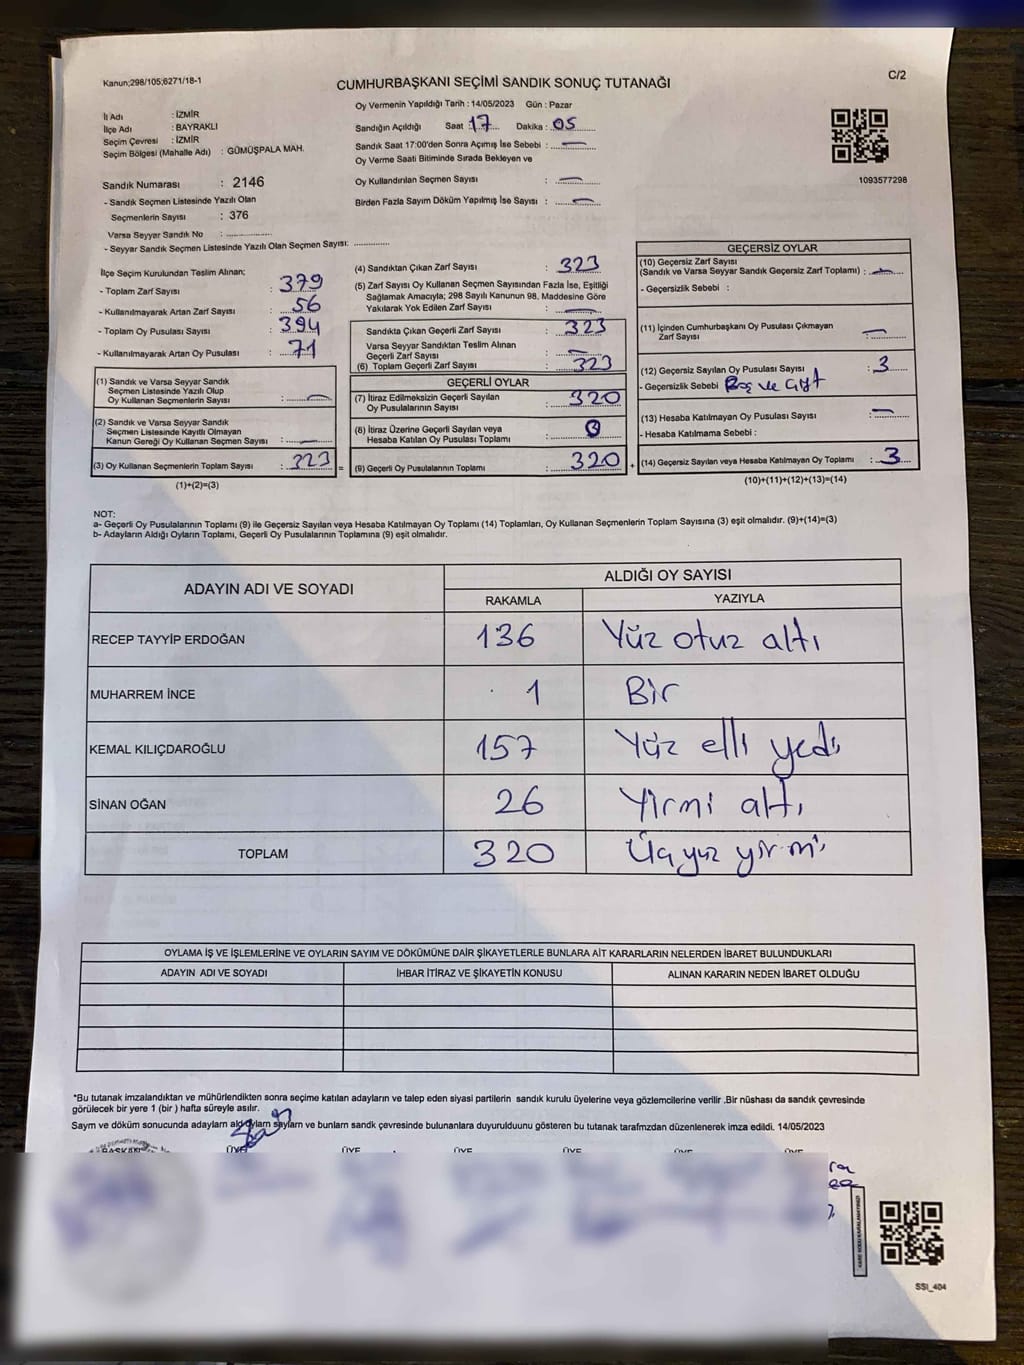 Kanun;298/105;6271/18-1
CUMHURBAŞKANI SEÇİMİ SANDIK SONUÇ TUTANAĞI
C/2
İl Adı : İZMİR
İlçe Adı : BAYRAKLI
Seçim Çevresi : İZMİR
Seçim Bölgesi (Mahalle Adı) : GÜMÜŞPALA MAH.
Sandık Numarası : 2146
- Sandık Seçmen Listesinde Yazılı Olan
Seçmenlerin Sayısı : 376
Varsa Seyyar Sandık No : ...............
- Seyyar Sandık Seçmen Listesinde Yazılı Olan Seçmen Sayısı: ............
Oy Vermenin Yapıldığı Tarih : 14/05/2023 Gün : Pazar
Sandığın Açıldığı Saat : 17 Dakika : 05
Sandık Saat 17:00'den Sonra Açımış İse Sebebi : —
Oy Verme Saati Bitiminde Sırada Bekleyen ve
Oy Kullandırılan Seçmen Sayısı : —
Birden Fazla Sayım Döküm Yapılmış İse Sayısı : —
1093577298
İlçe Seçim Kurulundan Teslim Alınan;
- Toplam Zarf Sayısı : 379
- Kullanılmayarak Artan Zarf Sayısı : 56
- Toplam Oy Pusulası Sayısı : 394
- Kullanılmayarak Artan Oy Pusulası : 71
(1) Sandık ve Varsa Seyyar Sandık
Seçmen Listesinde Yazılı Olup
Oy Kullanan Seçmenlerin Sayısı : —
(2) Sandık ve Varsa Seyyar Sandık
Seçmen Listesinde Kayıtlı Olmayan
Kanun Gereği Oy Kullanan Seçmen Sayısı : —
(3) Oy Kullanan Seçmenlerin Toplam Sayısı : 323 =
(1)+(2)=(3)
(4) Sandıktan Çıkan Zarf Sayısı : 323
(5) Zarf Sayısı Oy Kullanan Seçmen Sayısından Fazla İse, Eşitliği
Sağlamak Amacıyla; 298 Sayılı Kanunun 98. Maddesine Göre
Yakılarak Yok Edilen Zarf Sayısı : —
Sandıkta Çıkan Geçerli Zarf Sayısı : 323
Varsa Seyyar Sandıktan Teslim Alınan
Geçerli Zarf Sayısı : —
(6) Toplam Geçerli Zarf Sayısı : 323
GEÇERLİ OYLAR
(7) İtiraz Edilmeksizin Geçerli Sayılan
Oy Pusulalarının Sayısı : 320
(8) İtiraz Üzerine Geçerli Sayılan veya
Hesaba Katılan Oy Pusulası Toplamı :
(9) Geçerli Oy Pusulalarının Toplamı : 320 +
GEÇERSİZ OYLAR
(10) Geçersiz Zarf Sayısı
(Sandık ve Varsa Seyyar Sandık Geçersiz Zarf Toplamı) : —
- Geçersizlik Sebebi :
(11) İçinden Cumhurbaşkanı Oy Pusulası Çıkmayan
Zarf Sayısı : —
(12) Geçersiz Sayılan Oy Pusulası Sayısı : 3
- Geçersizlik Sebebi : Boş ve çift
(13) Hesaba Katılmayan Oy Pusulası Sayısı : —
- Hesaba Katılmama Sebebi :
(14) Geçersiz Sayılan veya Hesaba Katılmayan Oy Toplamı : 3
(10)+(11)+(12)+(13)=(14)
NOT:
a- Geçerli Oy Pusulalarının Toplamı (9) ile Geçersiz Sayılan veya Hesaba Katılmayan Oy Toplamı (14) Toplamları, Oy Kullanan Seçmenlerin Toplam Sayısına (3) eşit olmalıdır. (9)+(14)=(3)
b- Adayların Aldığı Oyların Toplamı, Geçerli Oy Pusulalarının Toplamına (9) eşit olmalıdır.
ADAYIN ADI VE SOYADI ALDIĞI OY SAYISI
RAKAMLA YAZIYLA
RECEP TAYYİP ERDOĞAN 136 Yüz otuz altı
MUHARREM İNCE 1 Bir
KEMAL KILIÇDAROĞLU 157 Yüz elli yedi
SİNAN OĞAN 26 Yirmi altı
TOPLAM 320 Üçyüz yirmi
OYLAMA İŞ VE İŞLEMLERİNE VE OYLARIN SAYIM VE DÖKÜMÜNE DAİR ŞİKAYETLERLE BUNLARA AİT KARARLARIN NELERDEN İBARET BULUNDUKLARI
ADAYIN ADI VE SOYADI İHBAR İTİRAZ VE ŞİKAYETİN KONUSU ALINAN KARARIN NEDEN İBARET OLDUĞU
"Bu tutanak imzalandıktan ve mühürlendikten sonra seçime katılan adayların ve talep eden siyasi partilerin sandık kurulu üyelerine veya gözlemcilerine verilir .Bir nüshası da sandık çevresinde
görülecek bir yere 1 (bir ) hafta süreyle asılır.
Sayım ve döküm sonucunda adayların aldıkları oyların sayıları ve bunların sandık çevresinde bulunanlara duyurulduunu gösteren bu tutanak tarafımızdan düzenlenerek imza edildi. 14/05/2023
BAŞKAN ÜYE ÜYE ÜYE ÜYE ÜYE ÜYE
SSI_404